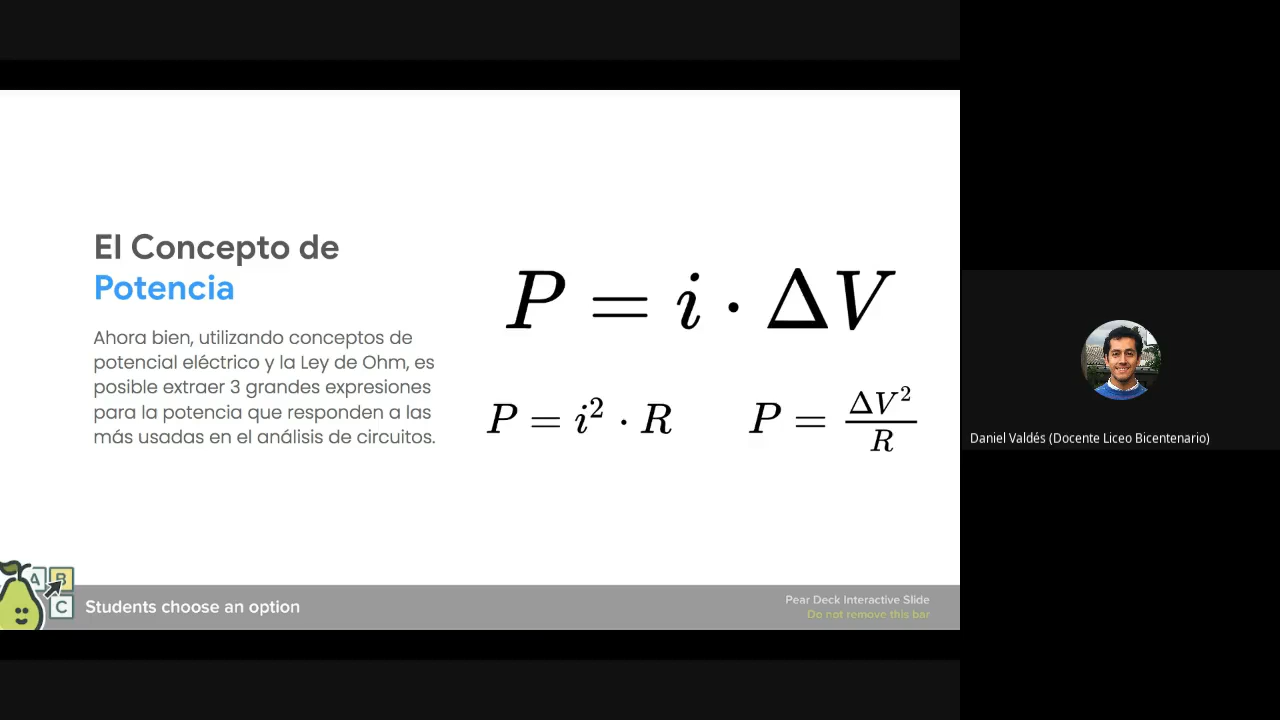 El Concepto de
Potencia
Ahora bien, utilizando conceptos de
potencial eléctrico y la Ley de Ohm, es
posible extraer 3 grandes expresiones
para la potencia que responden a las
más usadas en el análisis de circuitos.
P = i · ΔV
P = i² · R
P = ΔV² / R
A B
C
Students choose an option
Pear Deck Interactive Slide
Do not remove this bar
Daniel Valdés (Docente Liceo Bicentenario)